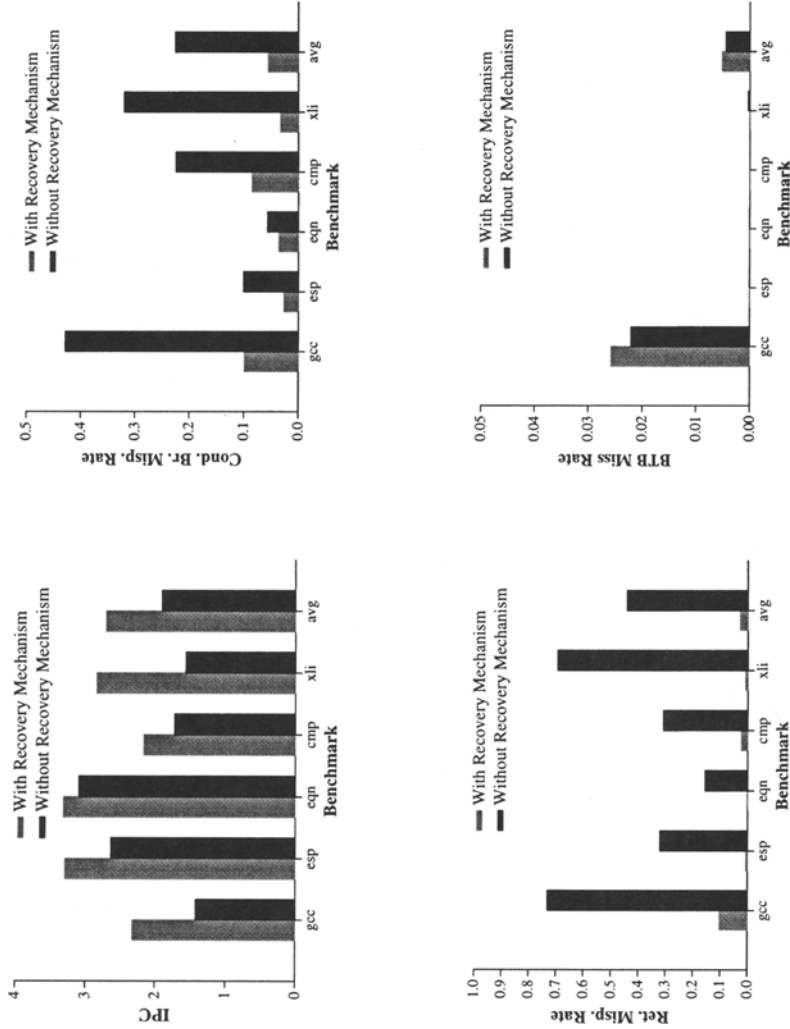 With Recovery Mechanism
Without Recovery Mechanism
IPC
4
3
2
1
0
gcc esp eqn cmp xli avg
Benchmark
With Recovery Mechanism
Without Recovery Mechanism
Cond. Br. Misp. Rate
0.5
0.4
0.3
0.2
0.1
0.0
gcc esp eqn cmp xli avg
Benchmark
With Recovery Mechanism
Without Recovery Mechanism
Ret. Misp. Rate
1.0
0.9
0.8
0.7
0.6
0.5
0.4
0.3
0.2
0.1
0.0
gcc esp eqn cmp xli avg
Benchmark
With Recovery Mechanism
Without Recovery Mechanism
BTB Miss Rate
0.05
0.04
0.03
0.02
0.01
0.00
gcc esp eqn cmp xli avg
Benchmark